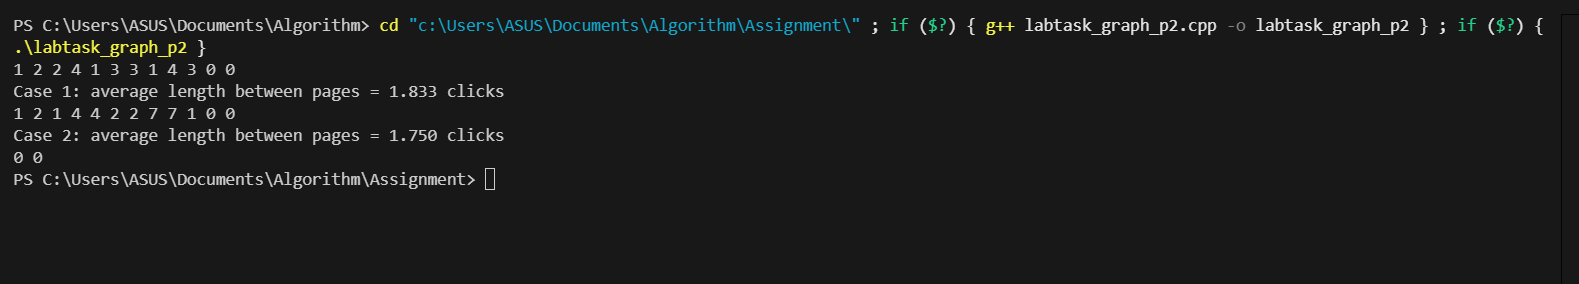 PS C:\Users\ASUS\Documents\Algorithm> cd "c:\Users\ASUS\Documents\Algorithm\Assignment\" ; if ($?) { g++ labtask_graph_p2.cpp -o labtask_graph_p2 } ; if ($?) {
.\labtask_graph_p2 }
1 2 2 4 1 3 3 1 4 3 0 0
Case 1: average length between pages = 1.833 clicks
1 2 1 4 4 2 2 7 7 1 0 0
Case 2: average length between pages = 1.750 clicks
0 0
PS C:\Users\ASUS\Documents\Algorithm\Assignment>